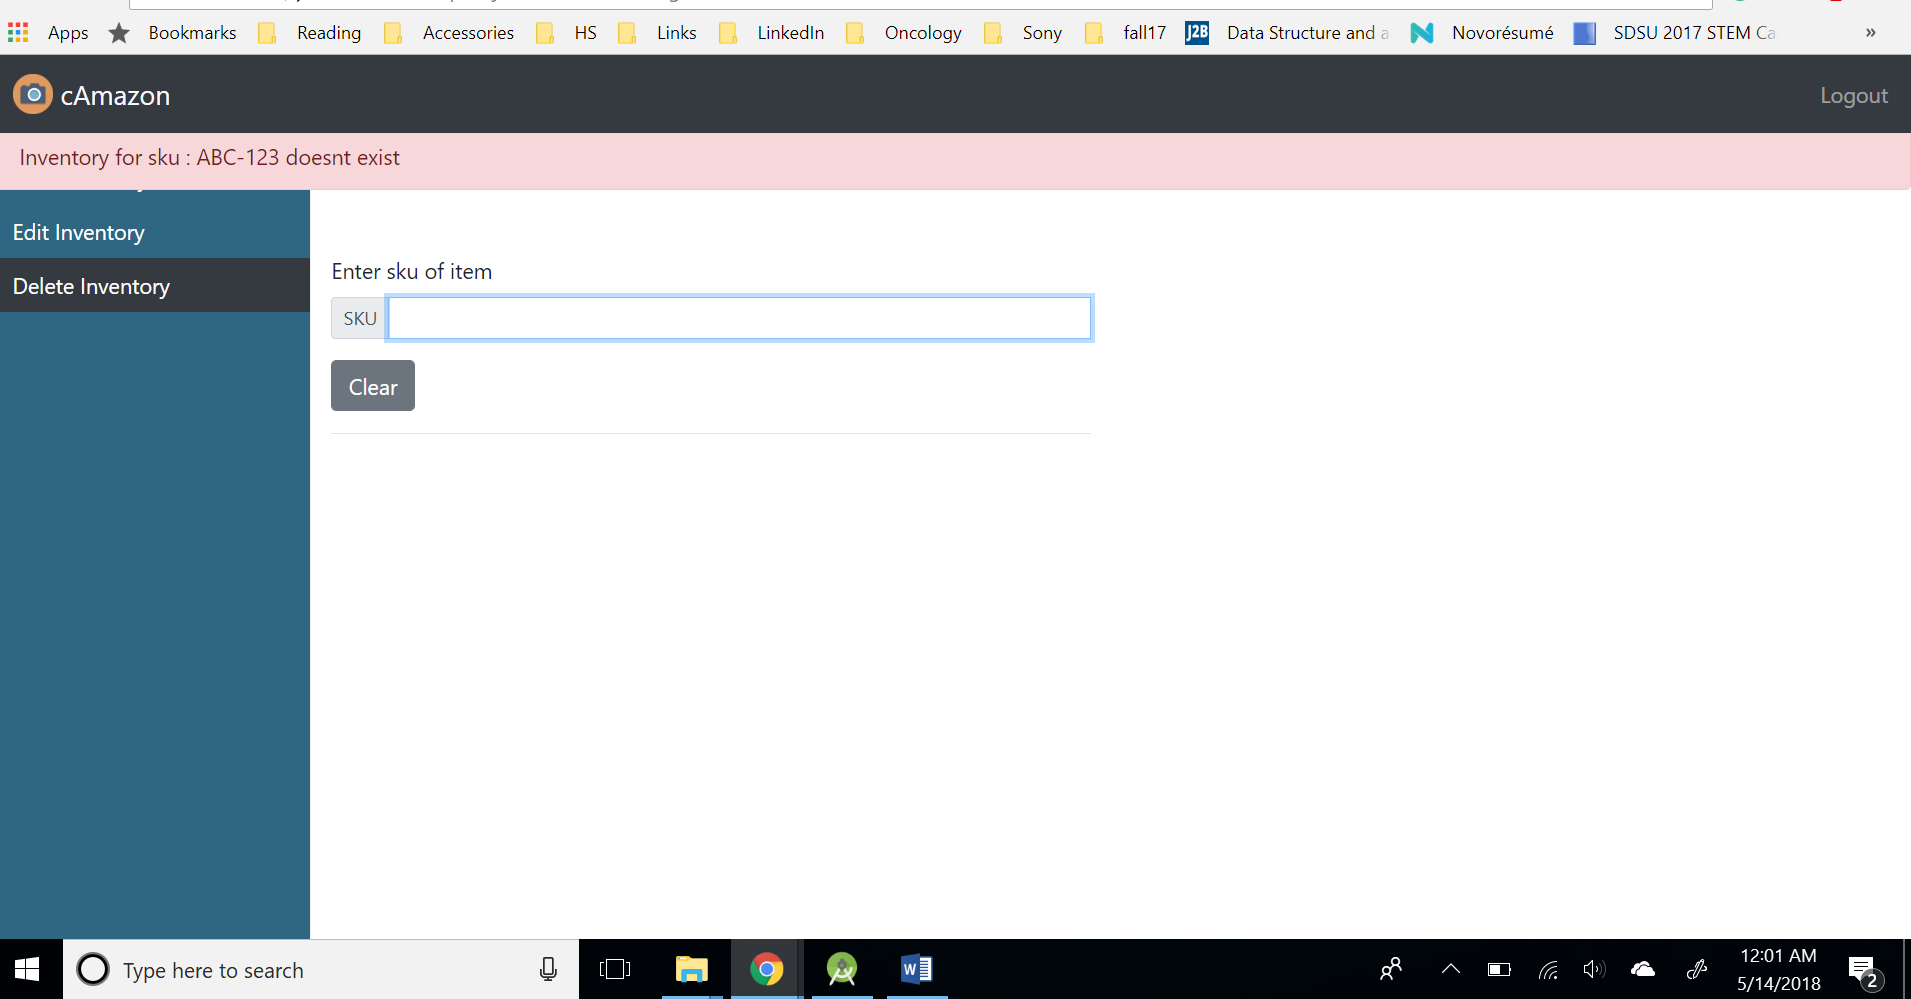 Apps Bookmarks Reading Accessories HS Links LinkedIn Oncology Sony fall17 J2B Data Structure and a Novorésumé SDSU 2017 STEM Ca »
cAmazon Logout
Inventory for sku : ABC-123 doesnt exist
Edit Inventory
Delete Inventory
Enter sku of item
SKU
Clear
Type here to search
12:01 AM
5/14/2018
2